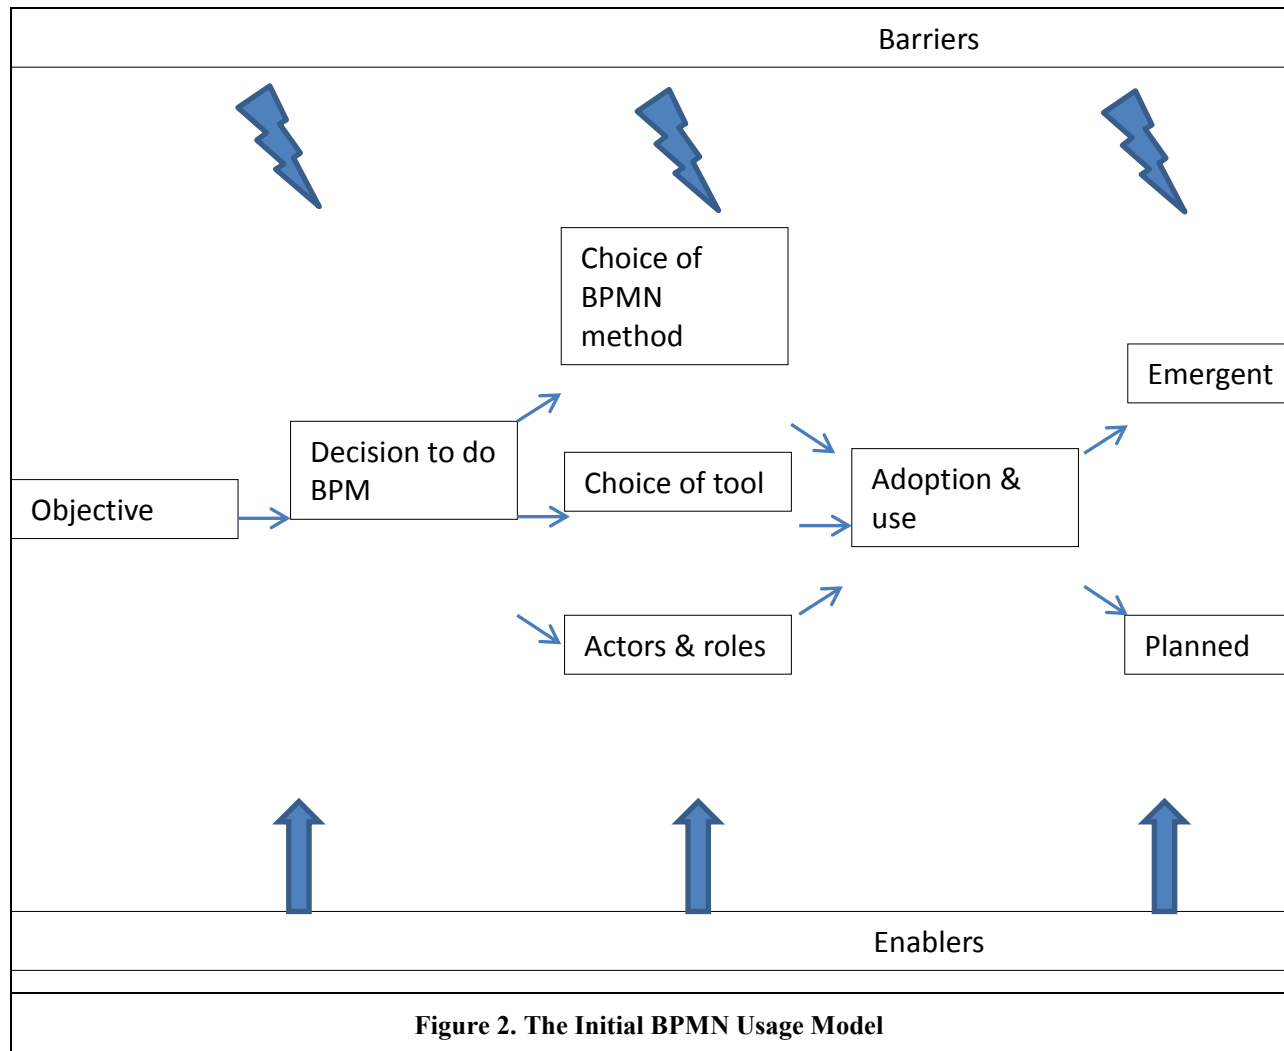 Barriers
Choice of
BPMN
method
Emergent
Decision to do
BPM
Choice of tool
Adoption &
use
Objective
Actors & roles
Planned
Enablers
Figure 2. The Initial BPMN Usage Model